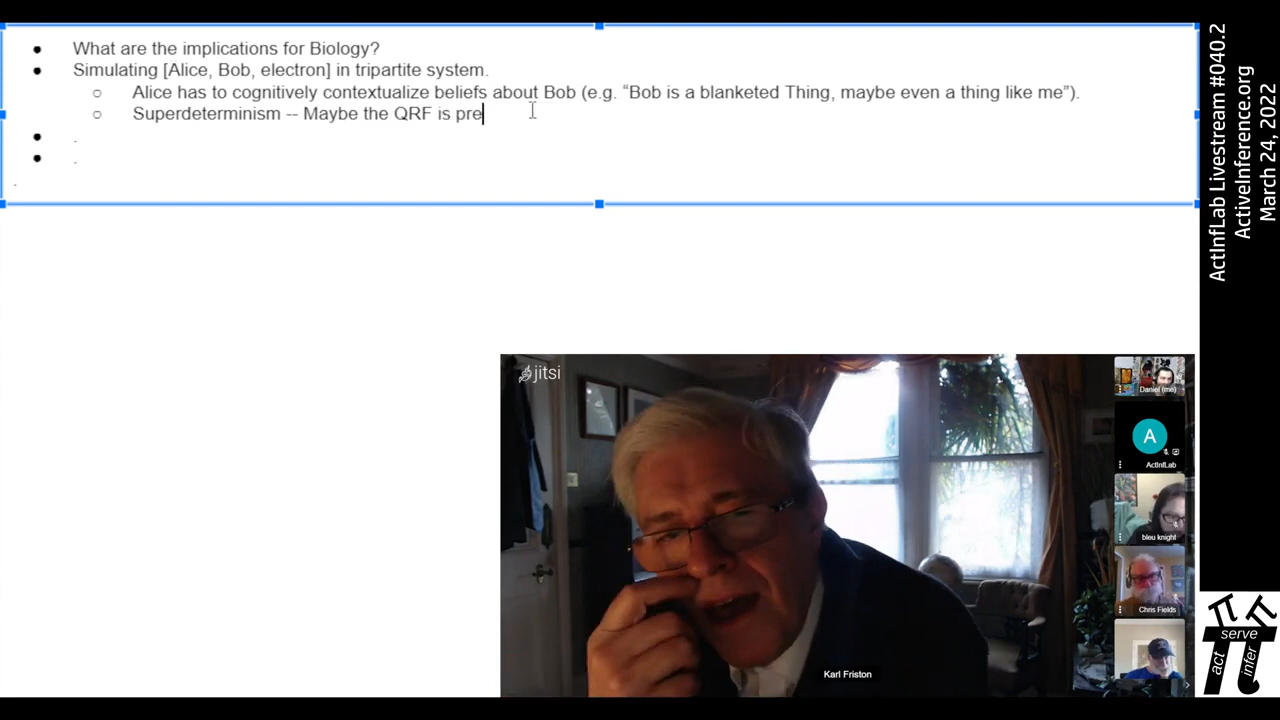 What are the implications for Biology?
Simulating [Alice, Bob, electron] in tripartite system.
Alice has to cognitively contextualize beliefs about Bob (e.g. “Bob is a blanketed Thing, maybe even a thing like me”).
Superdeterminism -- Maybe the QRF is pre
.
.
.
ActInfLab Livestream #040.2
ActiveInference.org
March 24, 2022
jitsi
Daniel (me)
A
ActInfLab
bleu knight
Chris Fields
Karl Friston
π
π
serve
act
infer